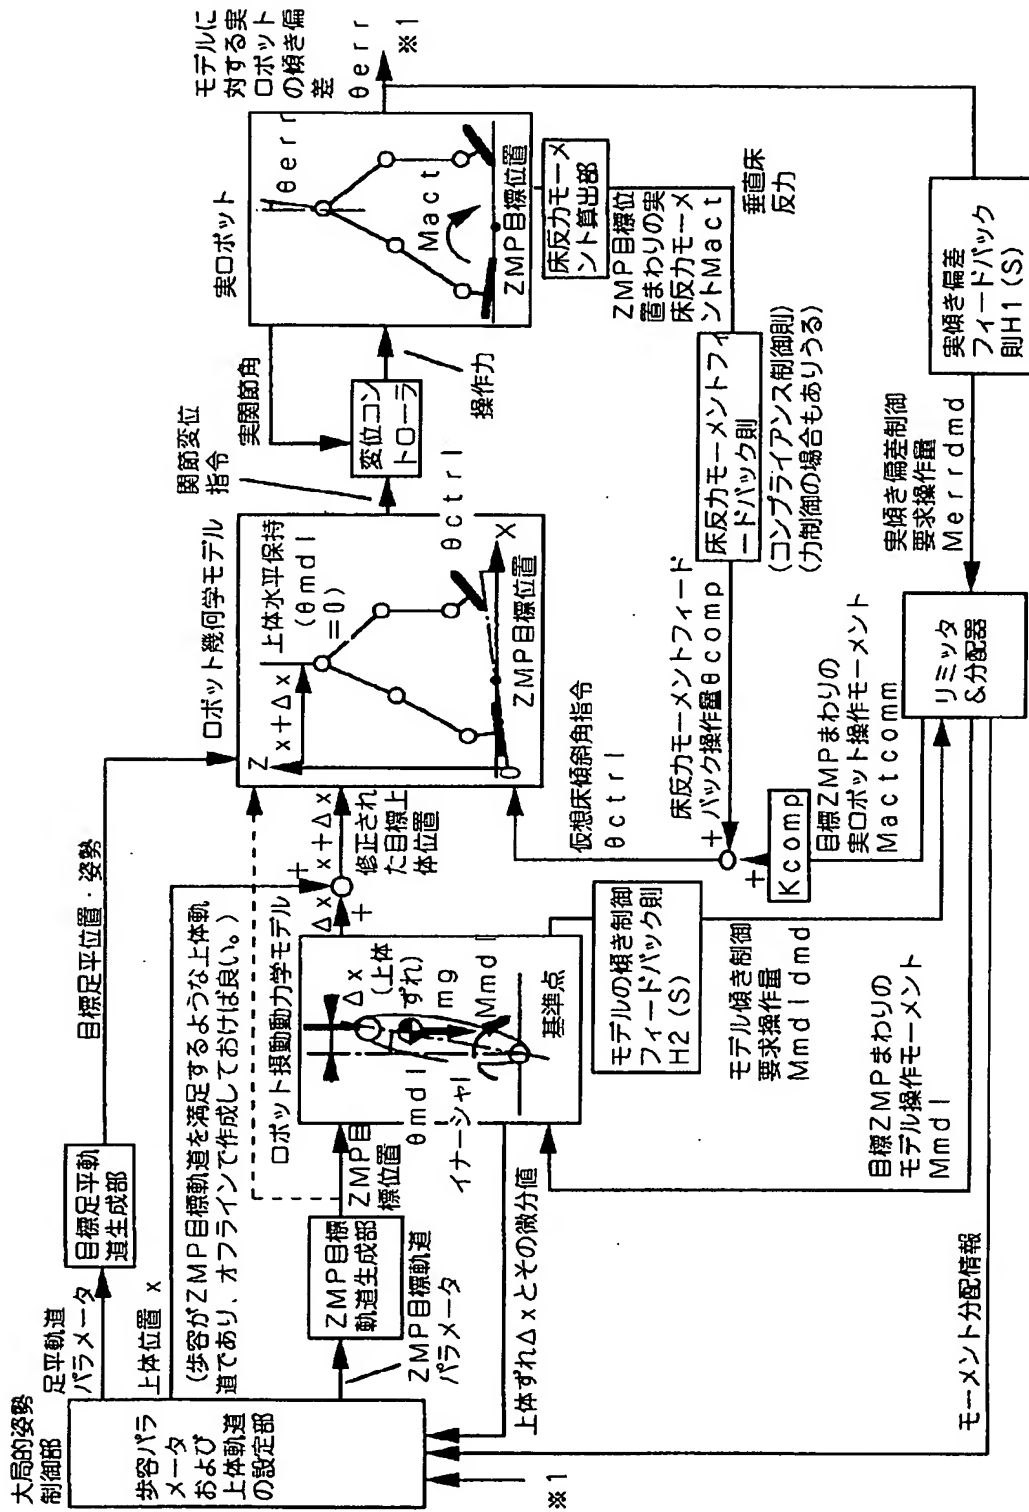 大局的姿勢
制御部
歩容パラ
メータ
および
上体軌道
の設定部
※1
足平軌道
パラメータ
目標足平軌
道生成部
目標足平位置・姿勢
上体位置 x
(歩容がZMP目標軌道を満足するような上体軌
道であり、オフラインで作成しておけば良い。)
ZMP目標軌道
パラメータ
ZMP目標
軌道生成部
ZMP目
標位置
ロボット摂動動力学モデル
Δx
(上体
ずれ)
θmdl
mg
イナーシャI
Mmdl
基準点
Δx
+
+
x+Δx
修正され
た目標上
体位置
上体ずれΔxとその微分値
ロボット幾何学モデル
Z
x+Δx
上体水平保持
(θmdl
=0)
θctrl
X
O
ZMP目標位置
関節変位
指令
実関節角
変位コン
トローラ
操作力
実ロボット
θerr
Mact
ZMP目標位置
モデルに
対する実
ロボット
の傾き偏
差
θerr
※1
床反力モーメ
ント算出部
ZMP目標位
置まわりの実
床反力モーメ
ントMact
垂直床
反力
床反力モーメントフィ
ードバック則
(コンプライアンス制御則)
(力制御の場合もありうる)
床反力モーメントフィード
バック操作量θcomp
仮想床傾斜角指令
θctrl
+
+
Kcomp
目標ZMPまわりの
実ロボット操作モーメント
Mactcomm
モデルの傾き制御
フィードバック則
H2(S)
モデル傾き制御
要求操作量
Mmdldmd
目標ZMPまわりの
モデル操作モーメント
Mmdl
リミッタ
&分配器
実傾き偏差制御
要求操作量
Merrdmd
実傾き偏差
フィードバック
則H1(S)
モーメント分配情報